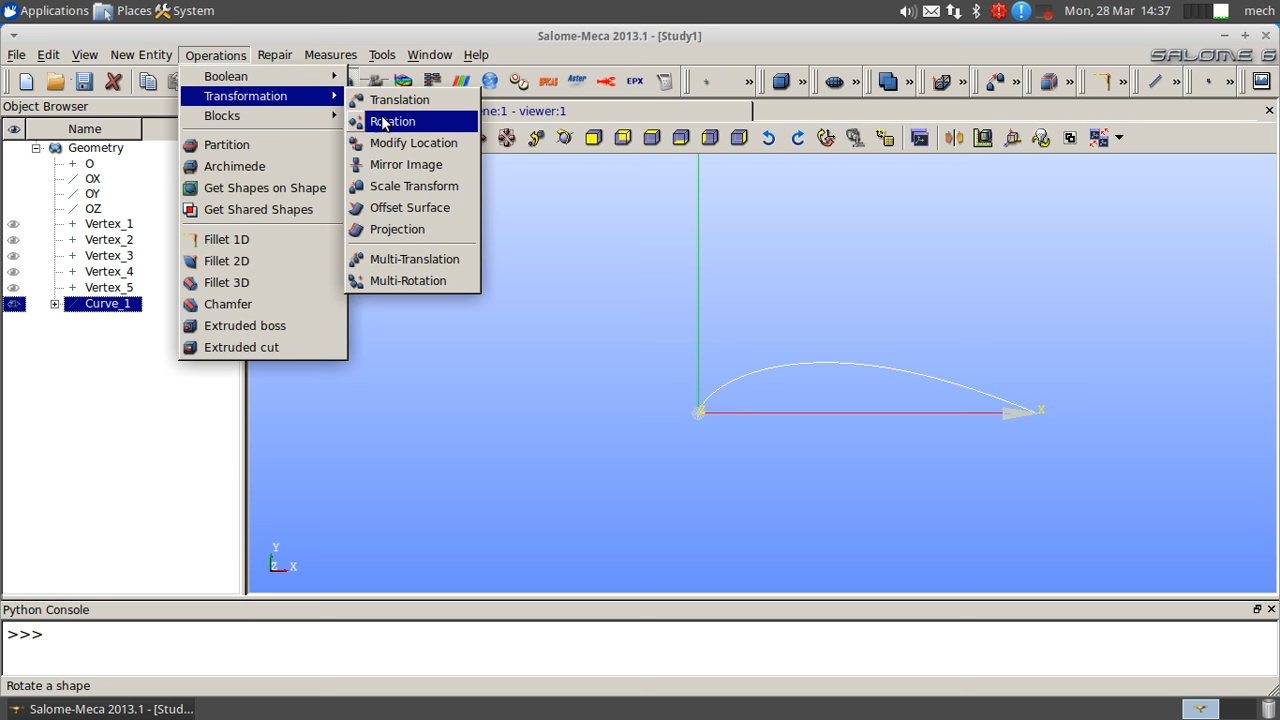 Applications Places System Mon, 28 Mar 14:37 mech
Salome-Meca 2013.1 - [Study1]
File Edit View New Entity Operations Repair Measures Tools Window Help
SALOME 6
EFICAS Aster EPX
Object Browser
Name
Geometry
O
OX
OY
OZ
Vertex_1
Vertex_2
Vertex_3
Vertex_4
Vertex_5
Curve_1
Boolean
Transformation
Blocks
Partition
Archimede
Get Shapes on Shape
Get Shared Shapes
Fillet 1D
Fillet 2D
Fillet 3D
Chamfer
Extruded boss
Extruded cut
Translation
Rotation
Modify Location
Mirror Image
Scale Transform
Offset Surface
Projection
Multi-Translation
Multi-Rotation
ne:1 - viewer:1
X
Y
Z X
Python Console
>>>
Rotate a shape
Salome-Meca 2013.1 - [Stud...